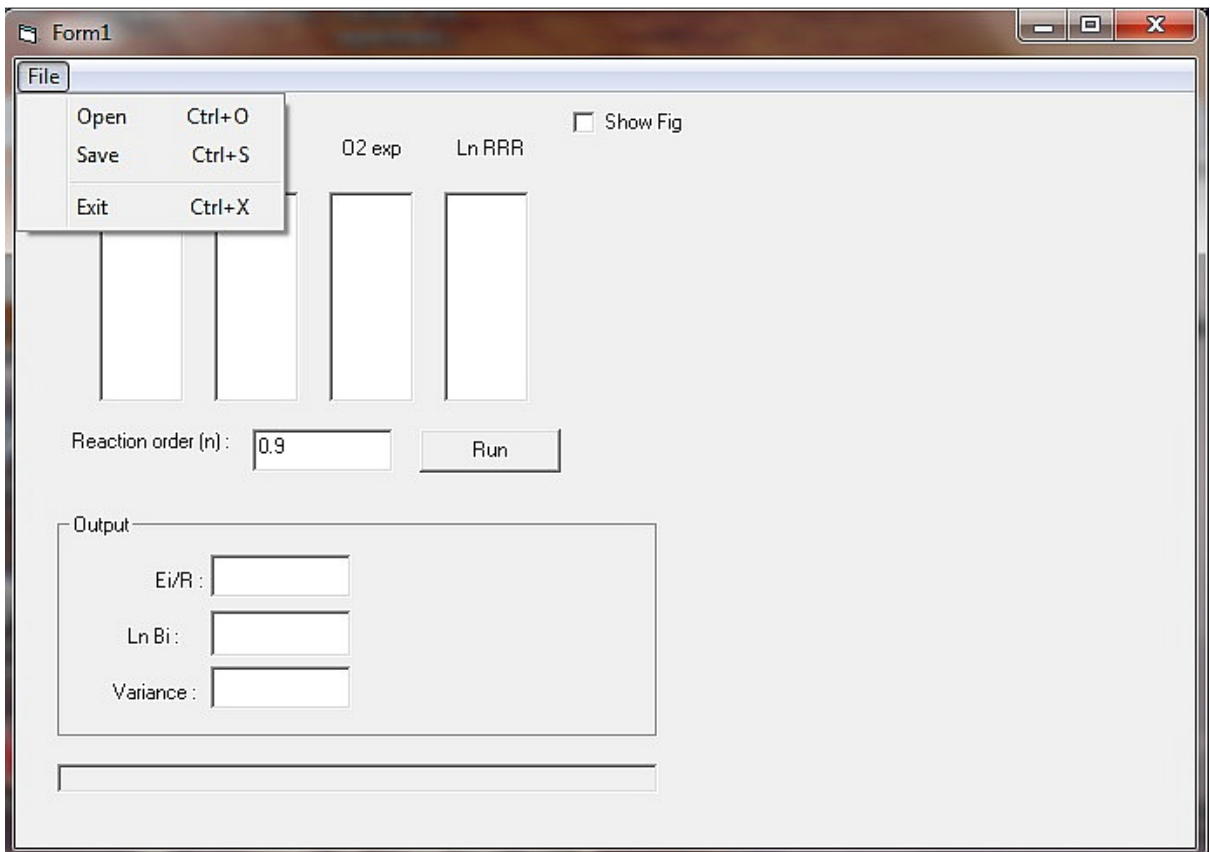 Form1
File
Open Ctrl+O
Save Ctrl+S
Exit Ctrl+X
Show Fig
O2 exp Ln RRR
Reaction order (n) : 0.9 Run
Output
Ei/R :
Ln Bi :
Variance :